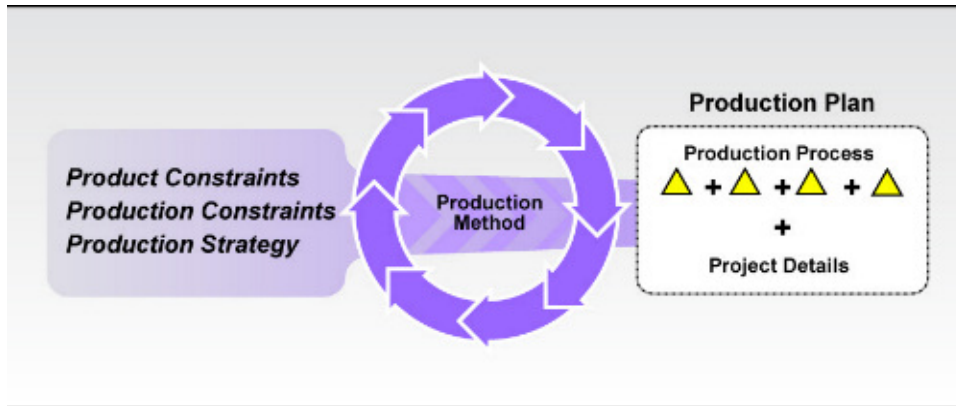 Product Constraints
Production Constraints
Production Strategy
Production
Method
Production Plan
Production Process
+ + +
+
Project Details